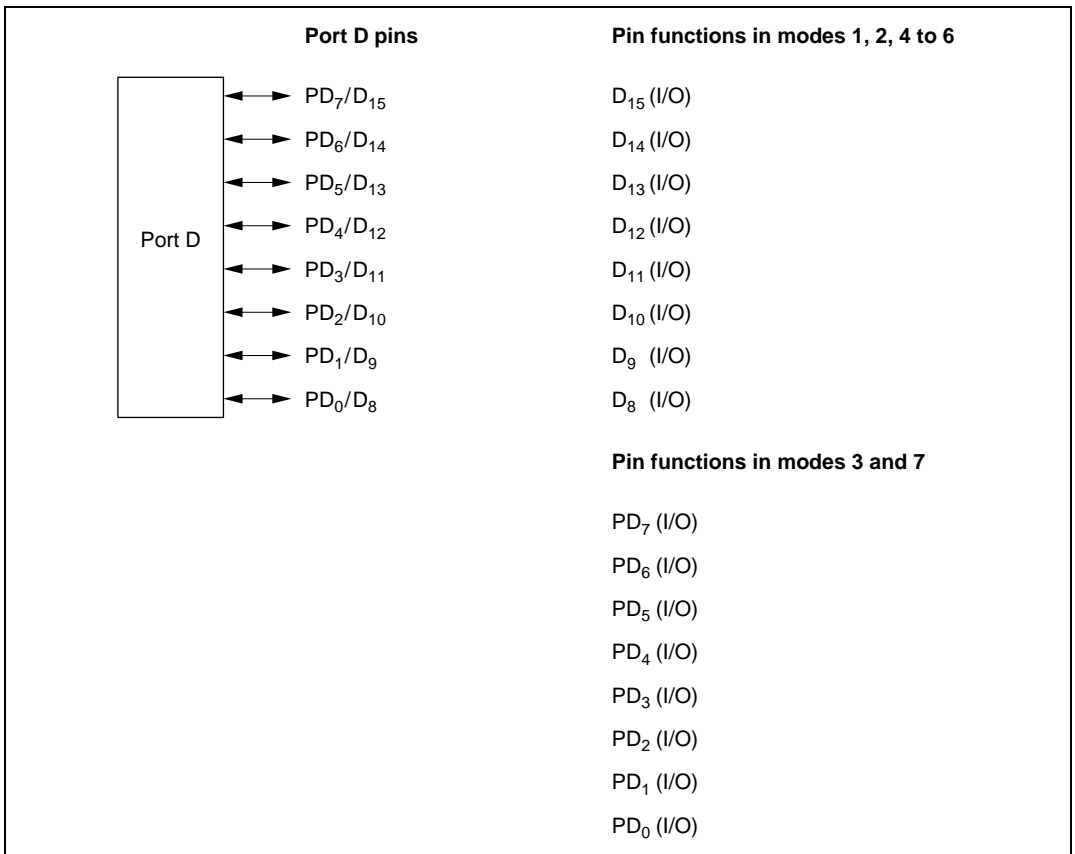 Port D pins Pin functions in modes 1, 2, 4 to 6
PD₇/D₁₅ D₁₅ (I/O)
PD₆/D₁₄ D₁₄ (I/O)
PD₅/D₁₃ D₁₃ (I/O)
Port D PD₄/D₁₂ D₁₂ (I/O)
PD₃/D₁₁ D₁₁ (I/O)
PD₂/D₁₀ D₁₀ (I/O)
PD₁/D₉ D₉ (I/O)
PD₀/D₈ D₈ (I/O)
Pin functions in modes 3 and 7
PD₇ (I/O)
PD₆ (I/O)
PD₅ (I/O)
PD₄ (I/O)
PD₃ (I/O)
PD₂ (I/O)
PD₁ (I/O)
PD₀ (I/O)